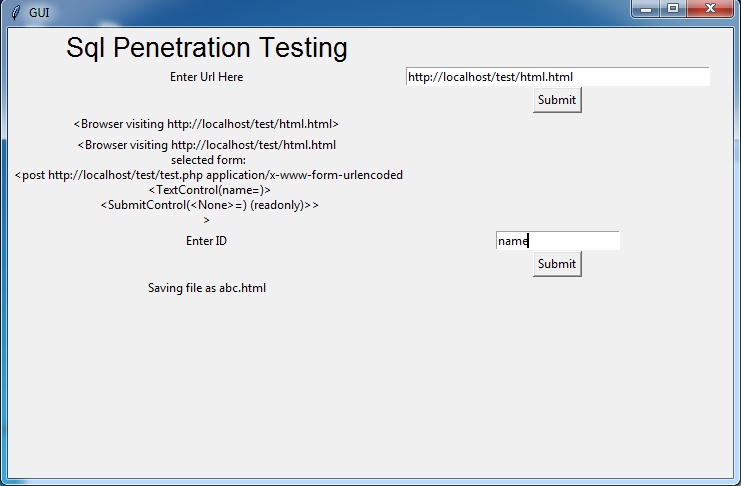 GUI
Sql Penetration Testing
Enter Url Here
http://localhost/test/html.html
Submit
<Browser visiting http://localhost/test/html.html>
<Browser visiting http://localhost/test/html.html
selected form:
<post http://localhost/test/test.php application/x-www-form-urlencoded
<TextControl(name=)>
<SubmitControl(<None>=) (readonly)>>
>
Enter ID
name
Submit
Saving file as abc.html